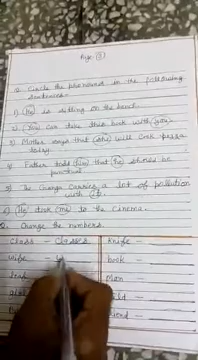 Age (8)
Q. Circle the pronouns in the following sentences.
1) He is sitting on the bench.
2) You can take this book with you.
3) Mother says that she will cook pizza today.
4) Father told him that he should be punctual.
5) The Ganga carries a lot of pollution with it.
6) He took me to the cinema.
Q. Change the numbers.
Class - Classes
Knife
Wife -
book -
Man